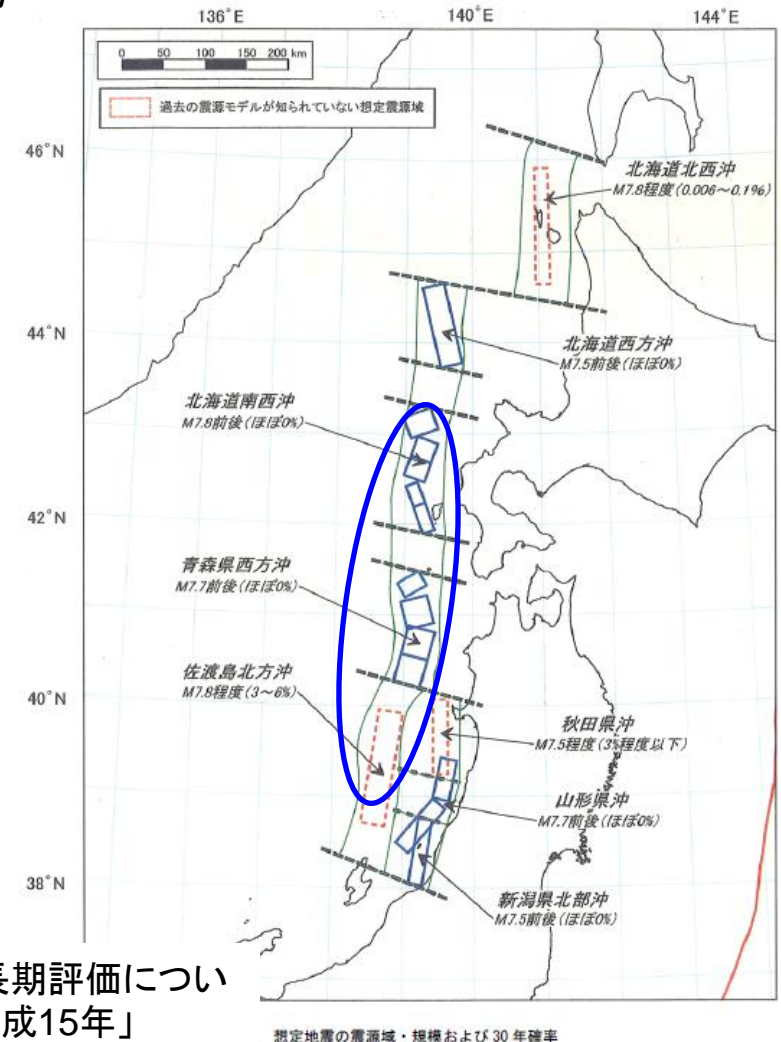 136°E 140°E 144°E
0 50 100 150 200 km
過去の震源モデルが知られていない想定震源域
46°N
北海道北西沖
M7.8程度(0.006〜0.1%)
44°N
北海道西方沖
M7.5前後(ほぼ0%)
北海道南西沖
M7.8前後(ほぼ0%)
42°N
青森県西方沖
M7.7前後(ほぼ0%)
佐渡島北方沖
M7.8程度(3〜6%)
40°N
秋田県沖
M7.5程度(3%程度以下)
山形県沖
M7.7前後(ほぼ0%)
38°N
新潟県北部沖
M7.5前後(ほぼ0%)
長期評価につい
成15年」
想定地震の震源域・規模および30年確率